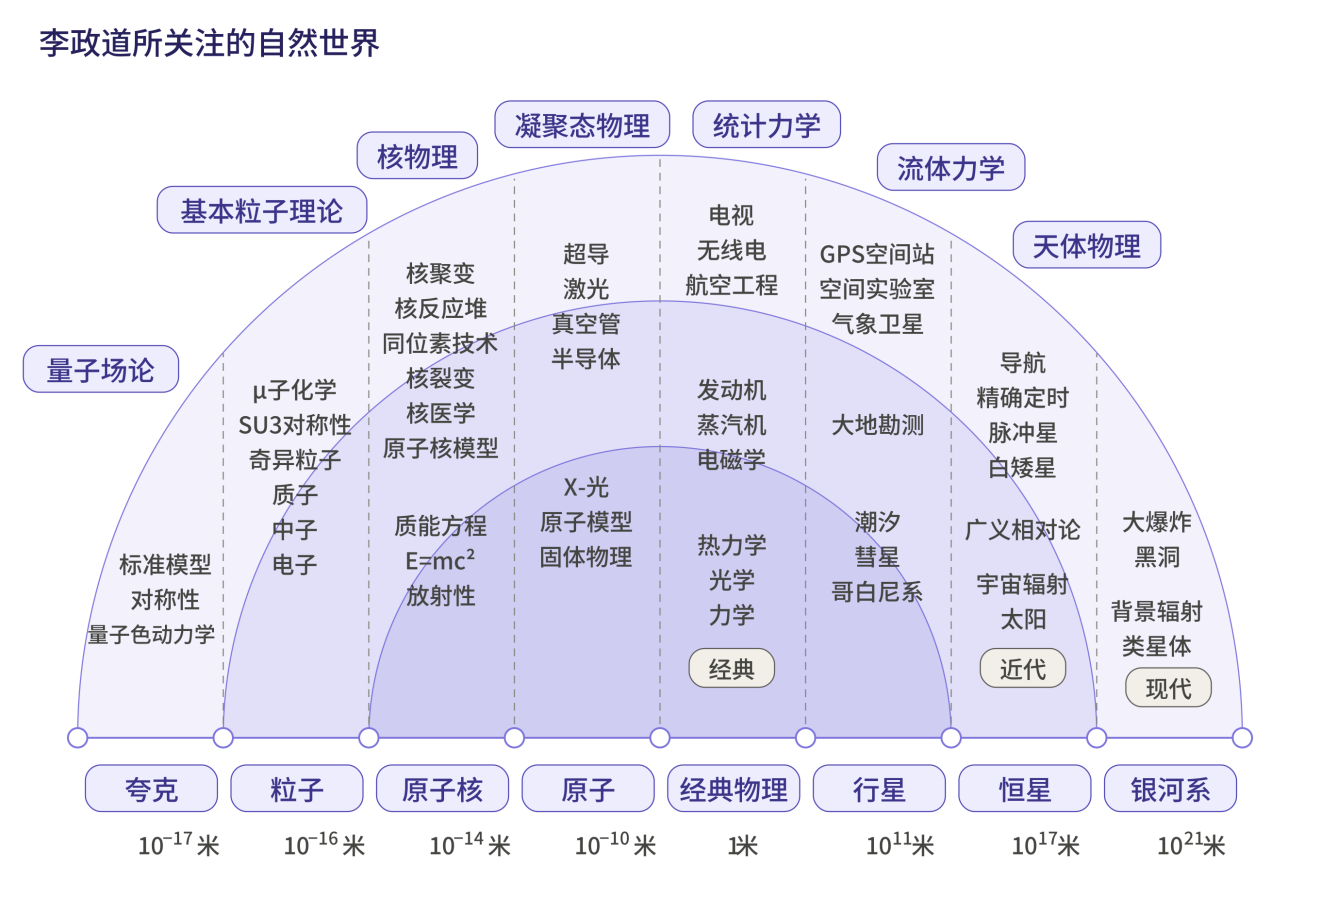 李政道所关注的自然世界
凝聚态物理
统计力学
核物理
流体力学
基本粒子理论
天体物理
量子场论
标准模型
对称性
量子色动力学
μ子化学
SU3对称性
奇异粒子
质子
中子
电子
核聚变
核反应堆
同位素技术
核裂变
核医学
原子核模型
质能方程
E=mc²
放射性
超导
激光
真空管
半导体
X-光
原子模型
固体物理
电视
无线电
航空工程
发动机
蒸汽机
电磁学
热力学
光学
力学
经典
GPS空间站
空间实验室
气象卫星
大地勘测
潮汐
彗星
哥白尼系
导航
精确定时
脉冲星
白矮星
广义相对论
宇宙辐射
太阳
近代
大爆炸
黑洞
背景辐射
类星体
现代
夸克
粒子
原子核
原子
经典物理
行星
恒星
银河系
10⁻¹⁷ 米
10⁻¹⁶ 米
10⁻¹⁴ 米
10⁻¹⁰ 米
1米
10¹¹米
10¹⁷米
10²¹米